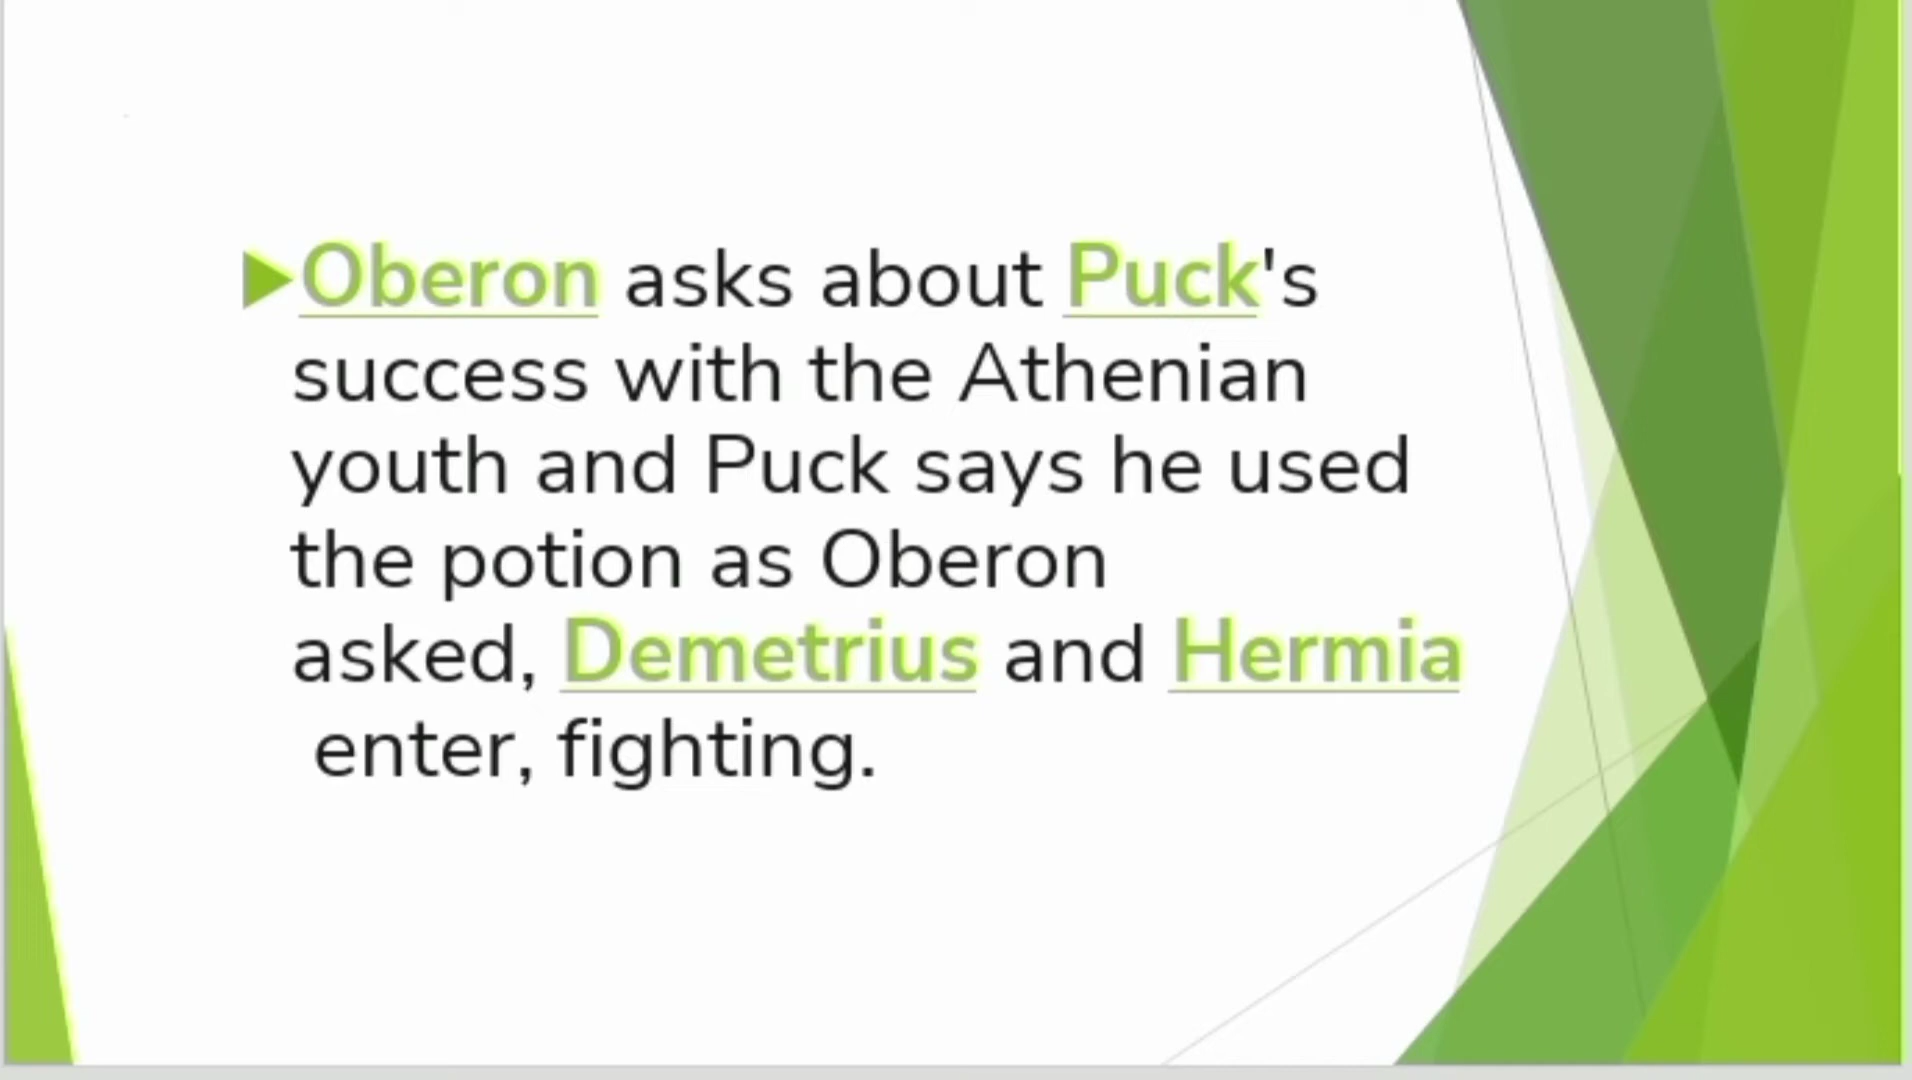 Oberon asks about Puck's
success with the Athenian
youth and Puck says he used
the potion as Oberon
asked, Demetrius and Hermia
enter, fighting.